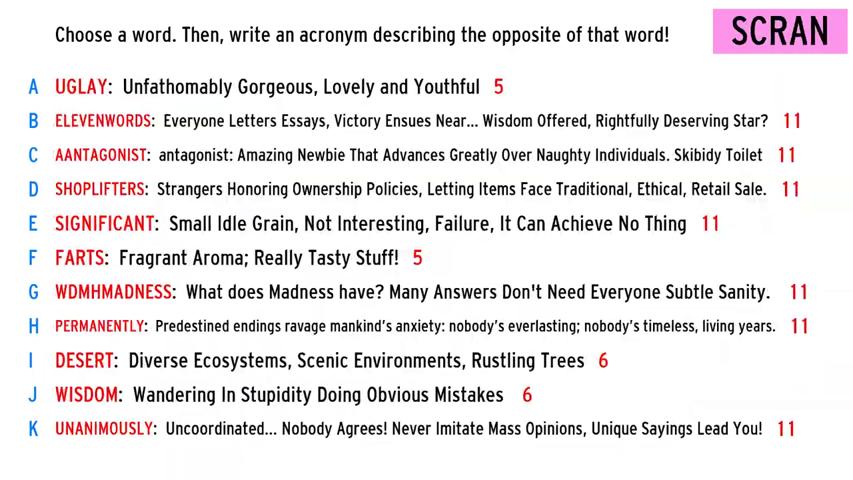 Choose a word. Then, write an acronym describing the opposite of that word!
SCRAN
A UGLAY: Unfathomably Gorgeous, Lovely and Youthful 5
B ELEVENWORDS: Everyone Letters Essays, Victory Ensues Near... Wisdom Offered, Rightfully Deserving Star? 11
C AANTAGONIST: antagonist: Amazing Newbie That Advances Greatly Over Naughty Individuals. Skibidy Toilet 11
D SHOPLIFTERS: Strangers Honoring Ownership Policies, Letting Items Face Traditional, Ethical, Retail Sale. 11
E SIGNIFICANT: Small Idle Grain, Not Interesting, Failure, It Can Achieve No Thing 11
F FARTS: Fragrant Aroma; Really Tasty Stuff! 5
G WDMHMADNESS: What does Madness have? Many Answers Don't Need Everyone Subtle Sanity. 11
H PERMANENTLY: Predestined endings ravage mankind's anxiety: nobody's everlasting; nobody's timeless, living years. 11
I DESERT: Diverse Ecosystems, Scenic Environments, Rustling Trees 6
J WISDOM: Wandering In Stupidity Doing Obvious Mistakes 6
K UNANIMOUSLY: Uncoordinated... Nobody Agrees! Never Imitate Mass Opinions, Unique Sayings Lead You! 11